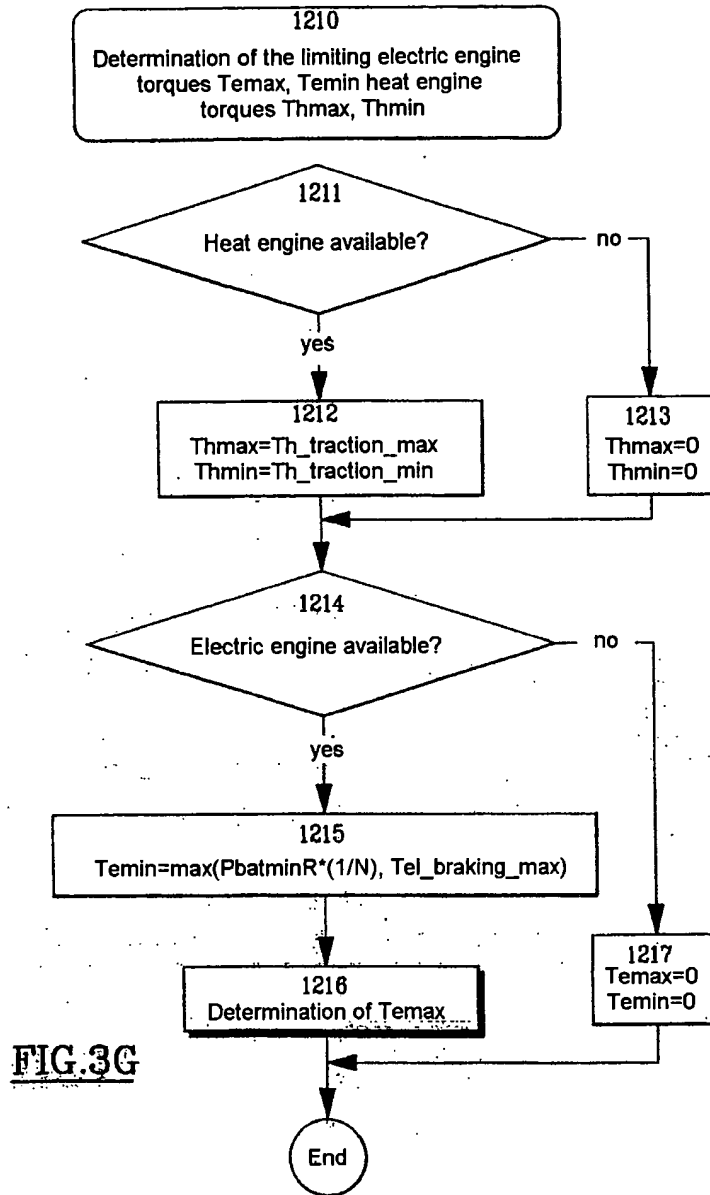 1210
Determination of the limiting electric engine
torques Temax, Temin heat engine
torques Thmax, Thmin
1211
Heat engine available?
no
yes
1212
Thmax=Th_traction_max
Thmin=Th_traction_min
1213
Thmax=0
Thmin=0
1214
Electric engine available?
no
yes
1215
Temin=max(PbatminR*(1/N), Tel_braking_max)
1216
Determination of Temax
1217
Temax=0
Temin=0
FIG.3G
End